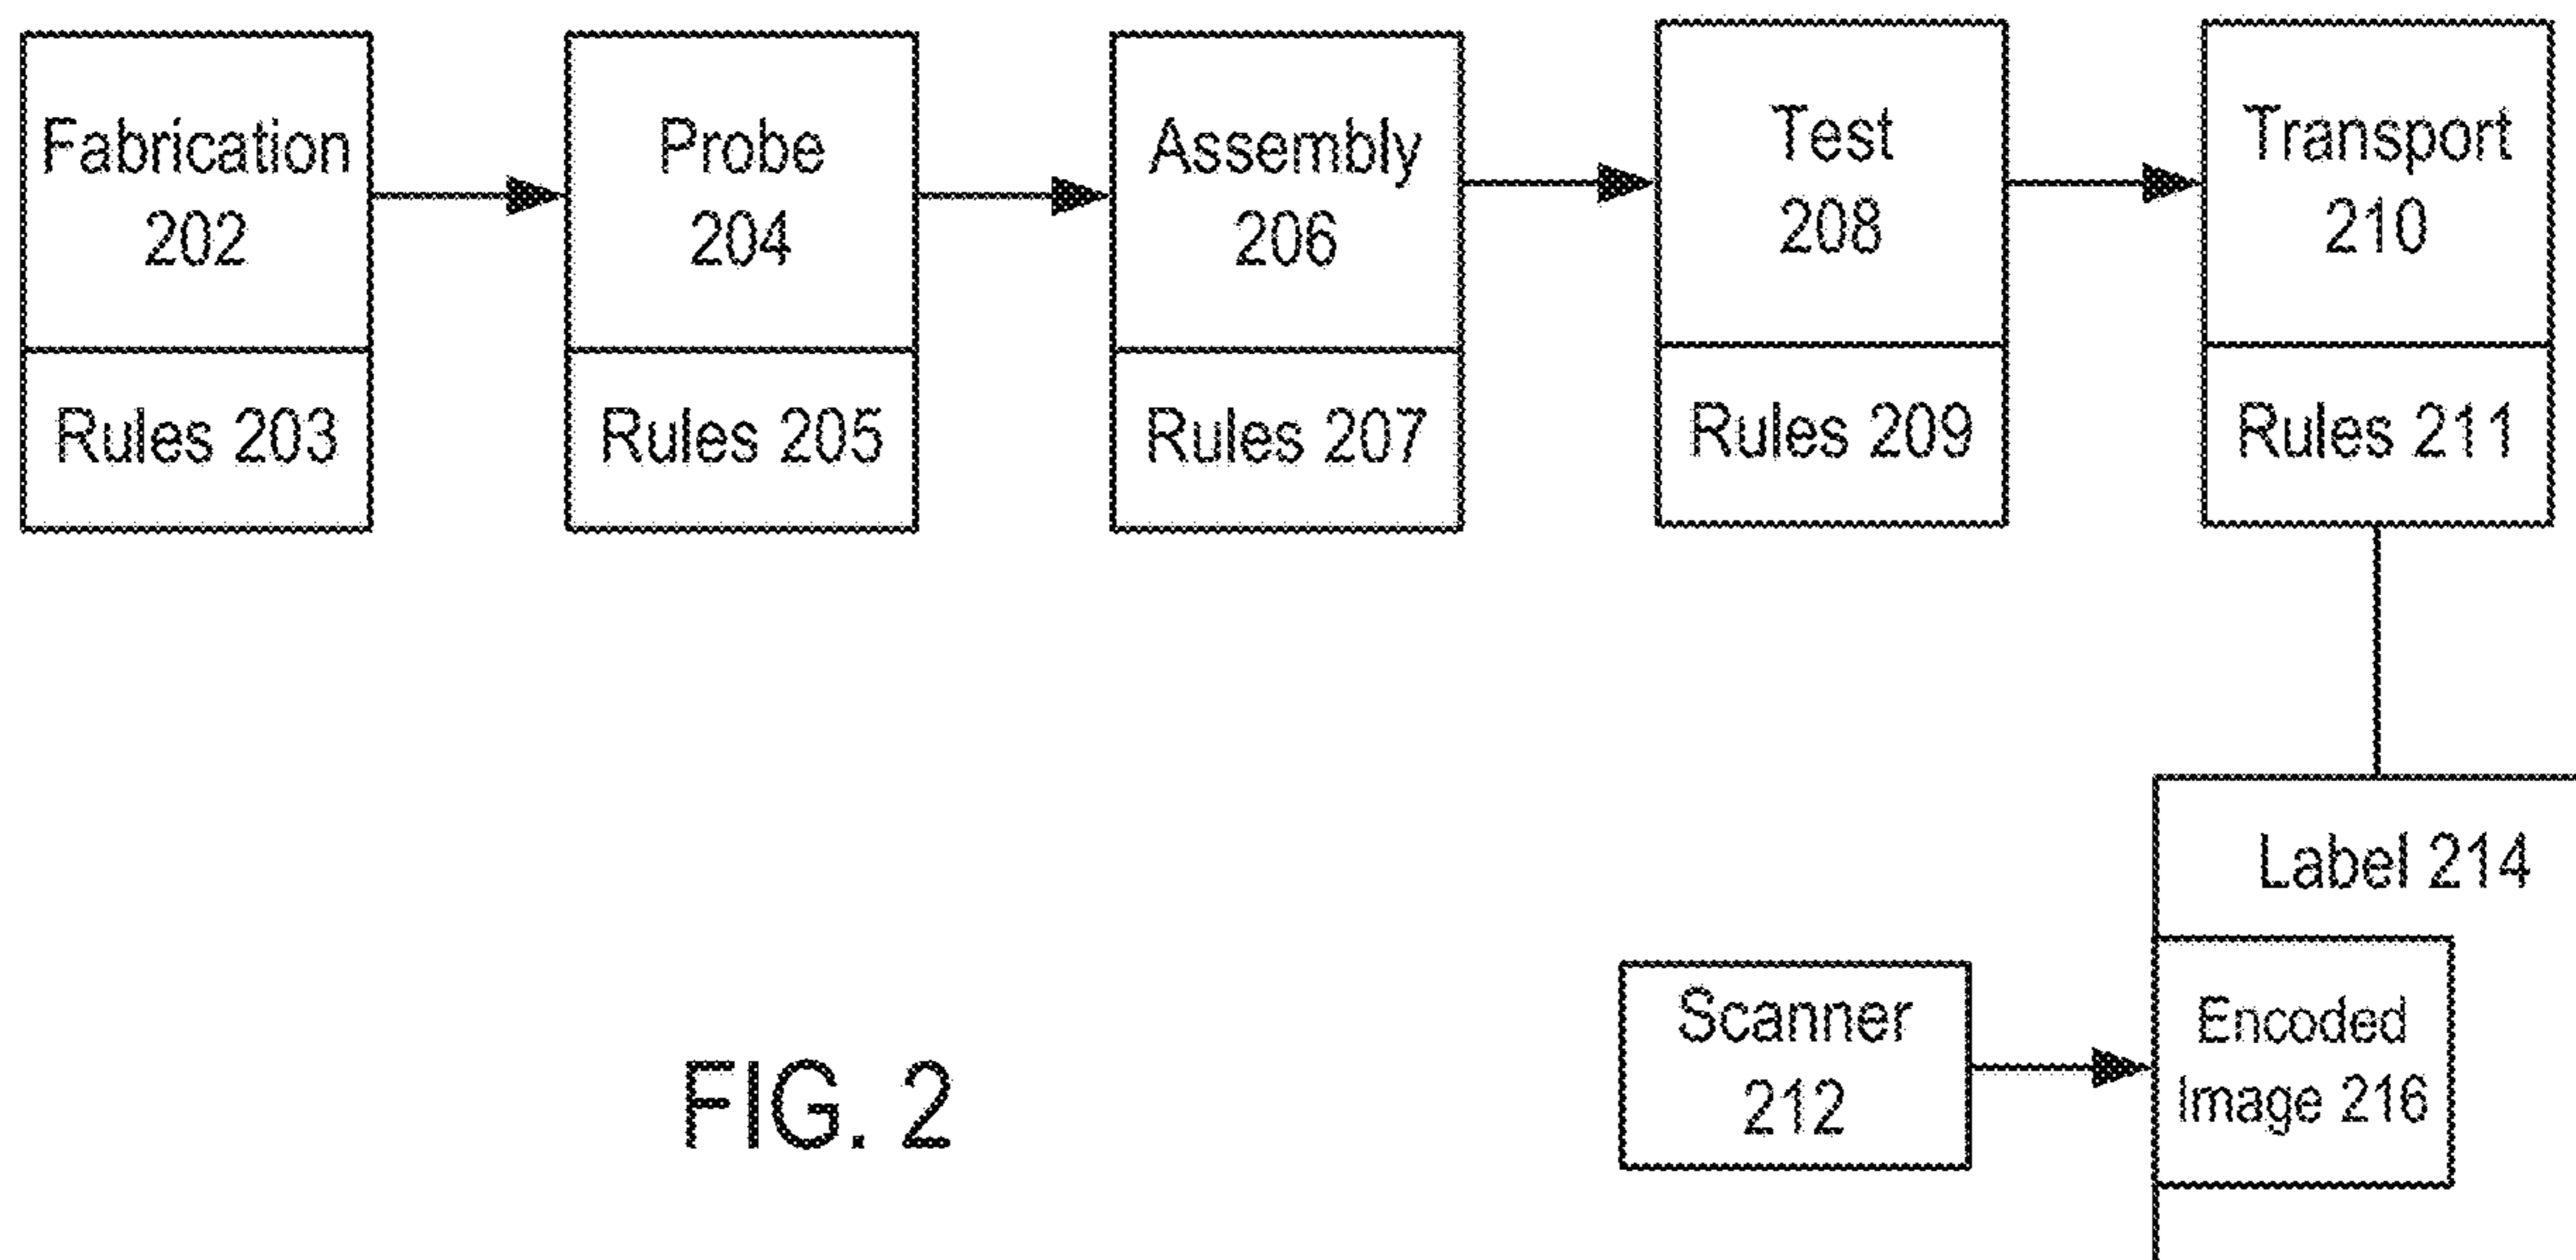 Fabrication
202
Rules 203
Probe
204
Rules 205
Assembly
206
Rules 207
Test
208
Rules 209
Transport
210
Rules 211
Label 214
Scanner
212
Encoded
Image 216
FIG. 2